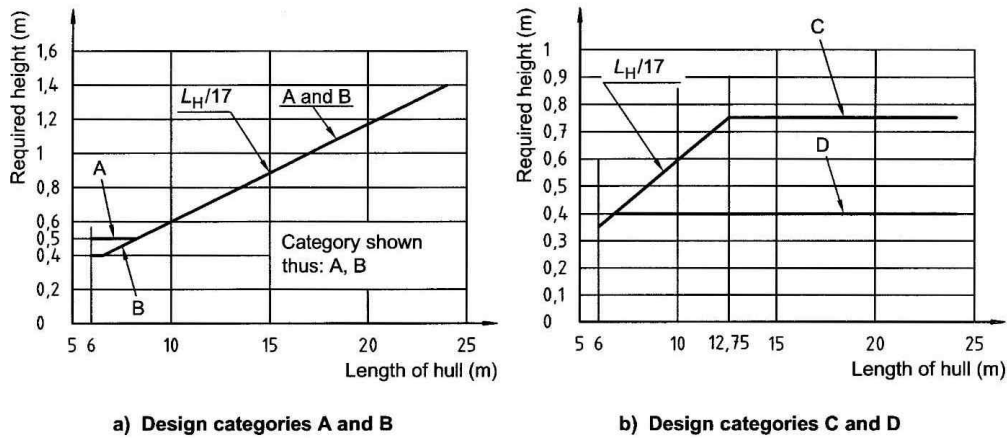 Required height (m)
1,6
1,4
1,2
1
0,8
0,6
0,5
0,4
0,2
0
L_H/17
A and B
A
B
Category shown
thus: A, B
5 6 10 15 20 25
Length of hull (m)
a) Design categories A and B
Required height (m)
1
0,9
0,8
0,7
0,6
0,5
0,4
0,3
0,2
0,1
0
L_H/17
C
D
5 6 10 12,75 15 20 25
Length of hull (m)
b) Design categories C and D